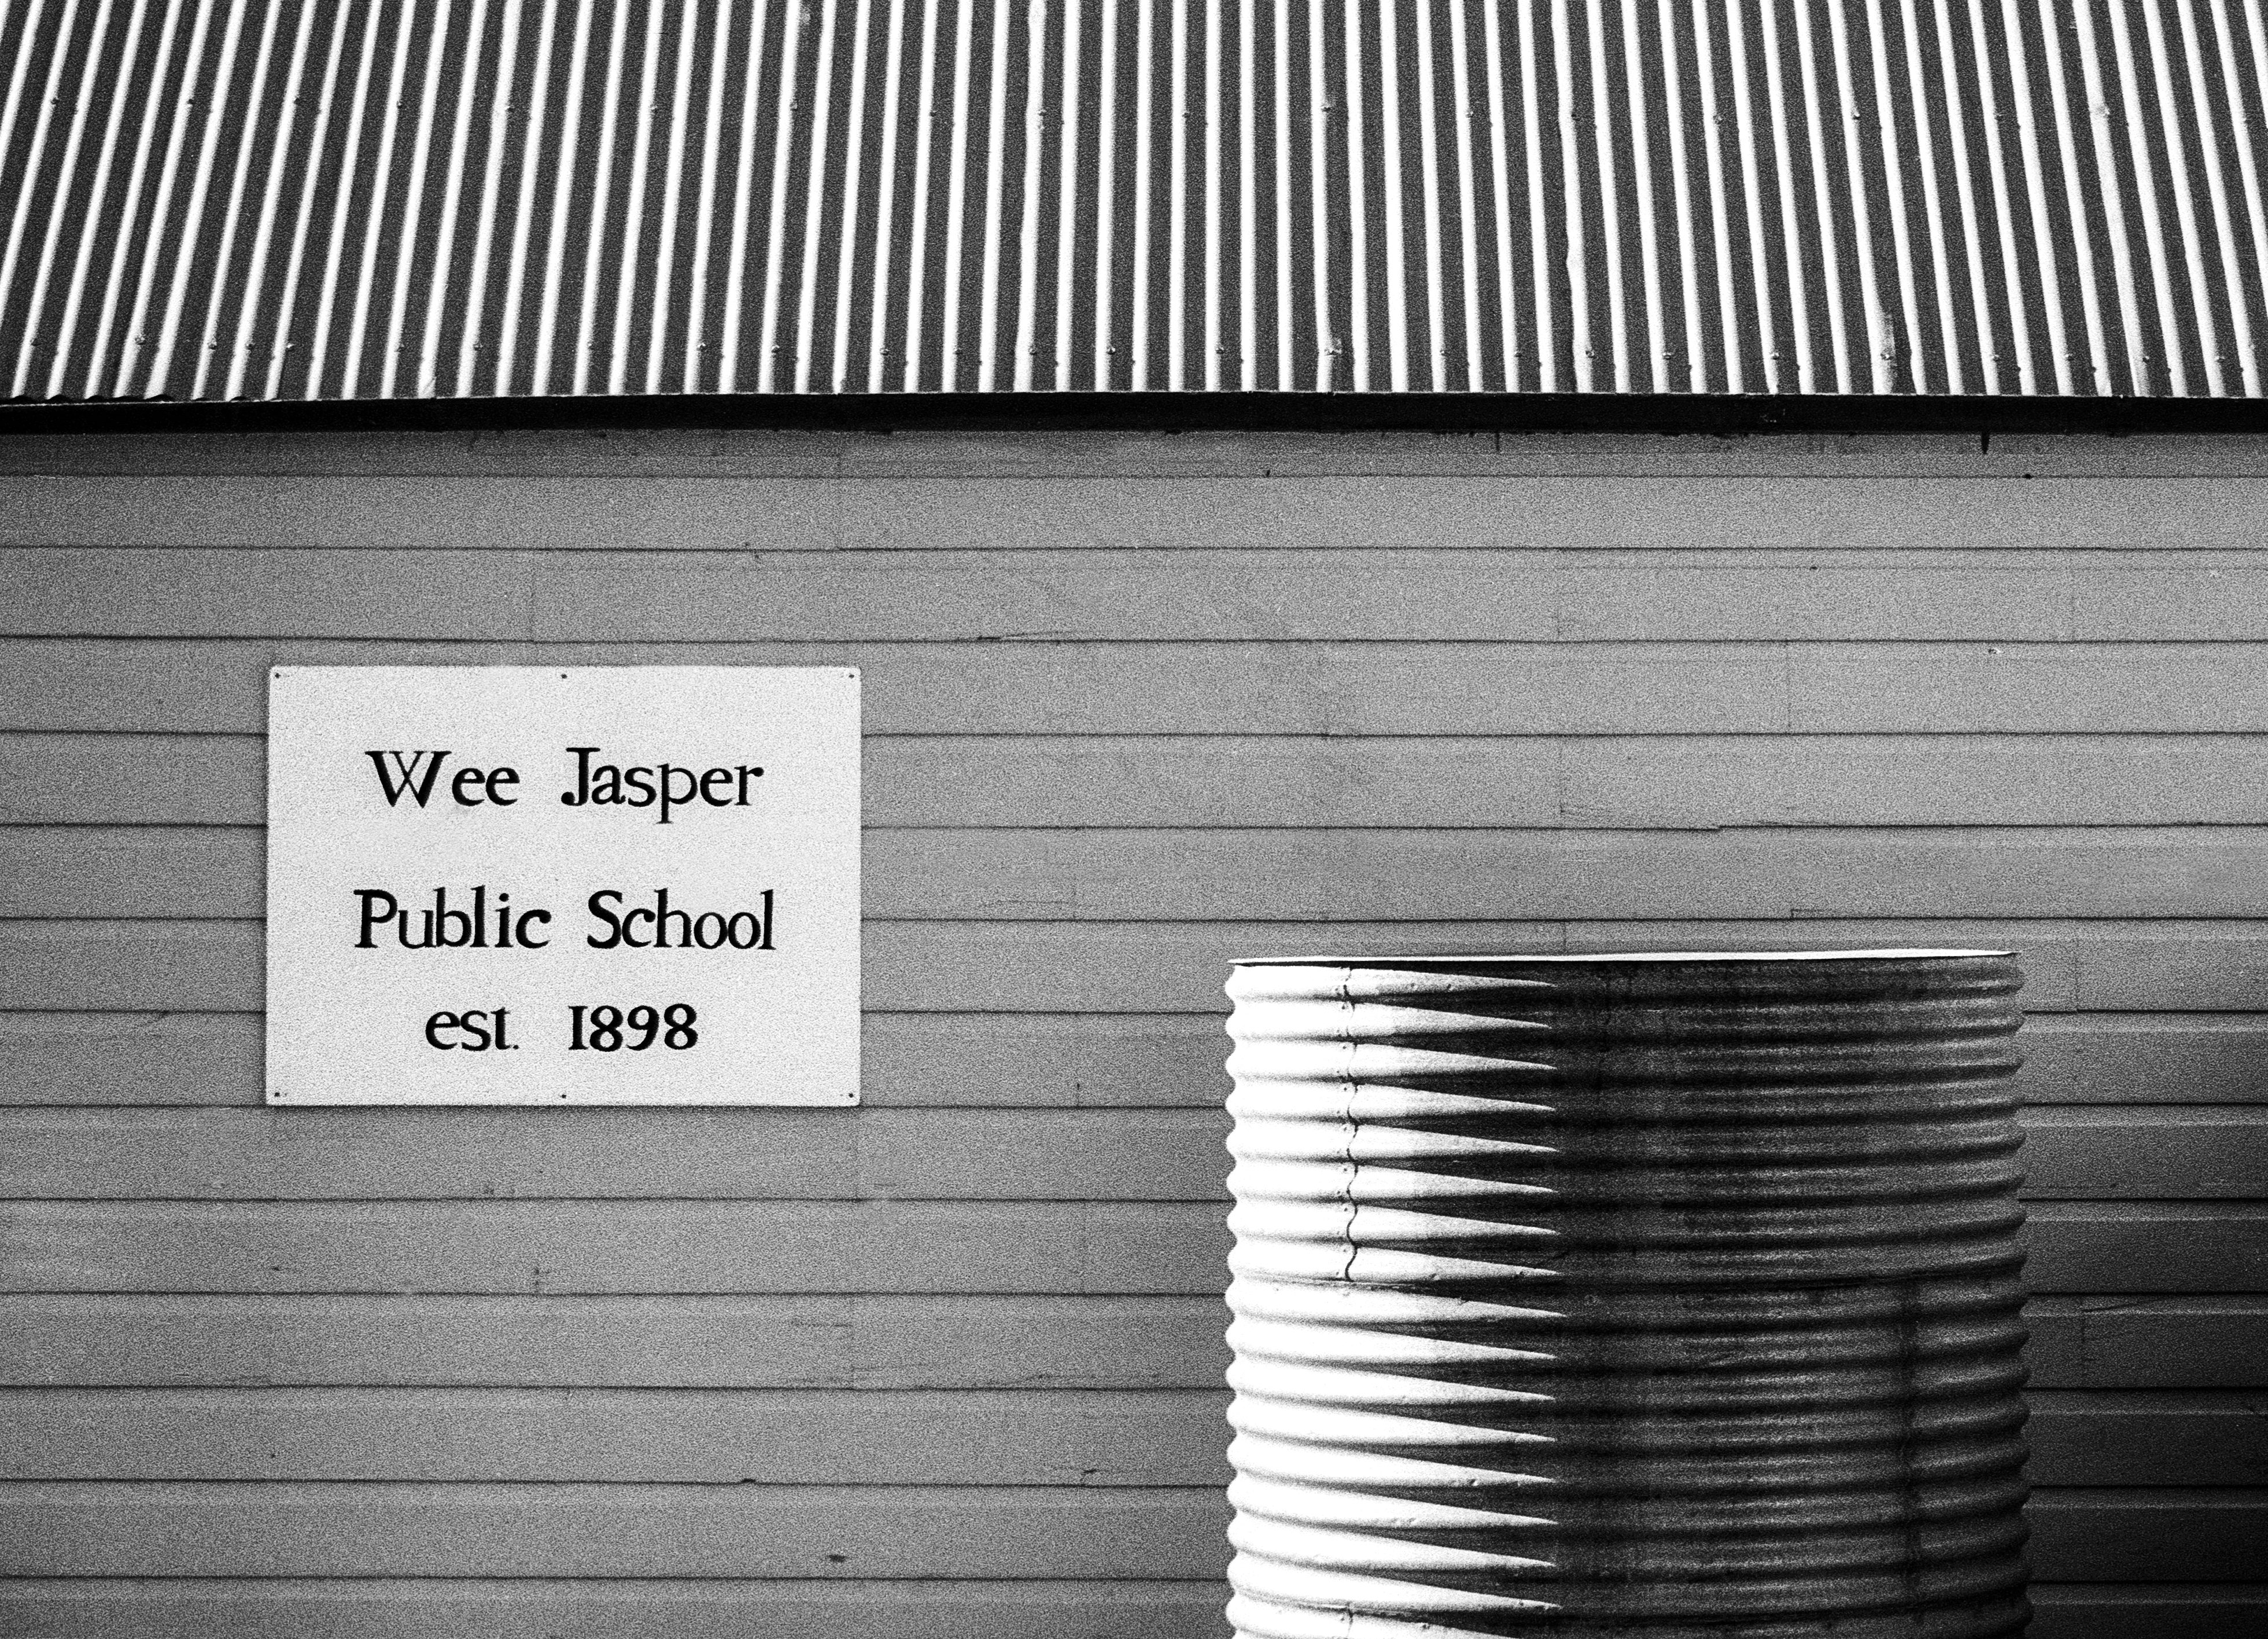 Wee Jasper
Public School
est. 1898